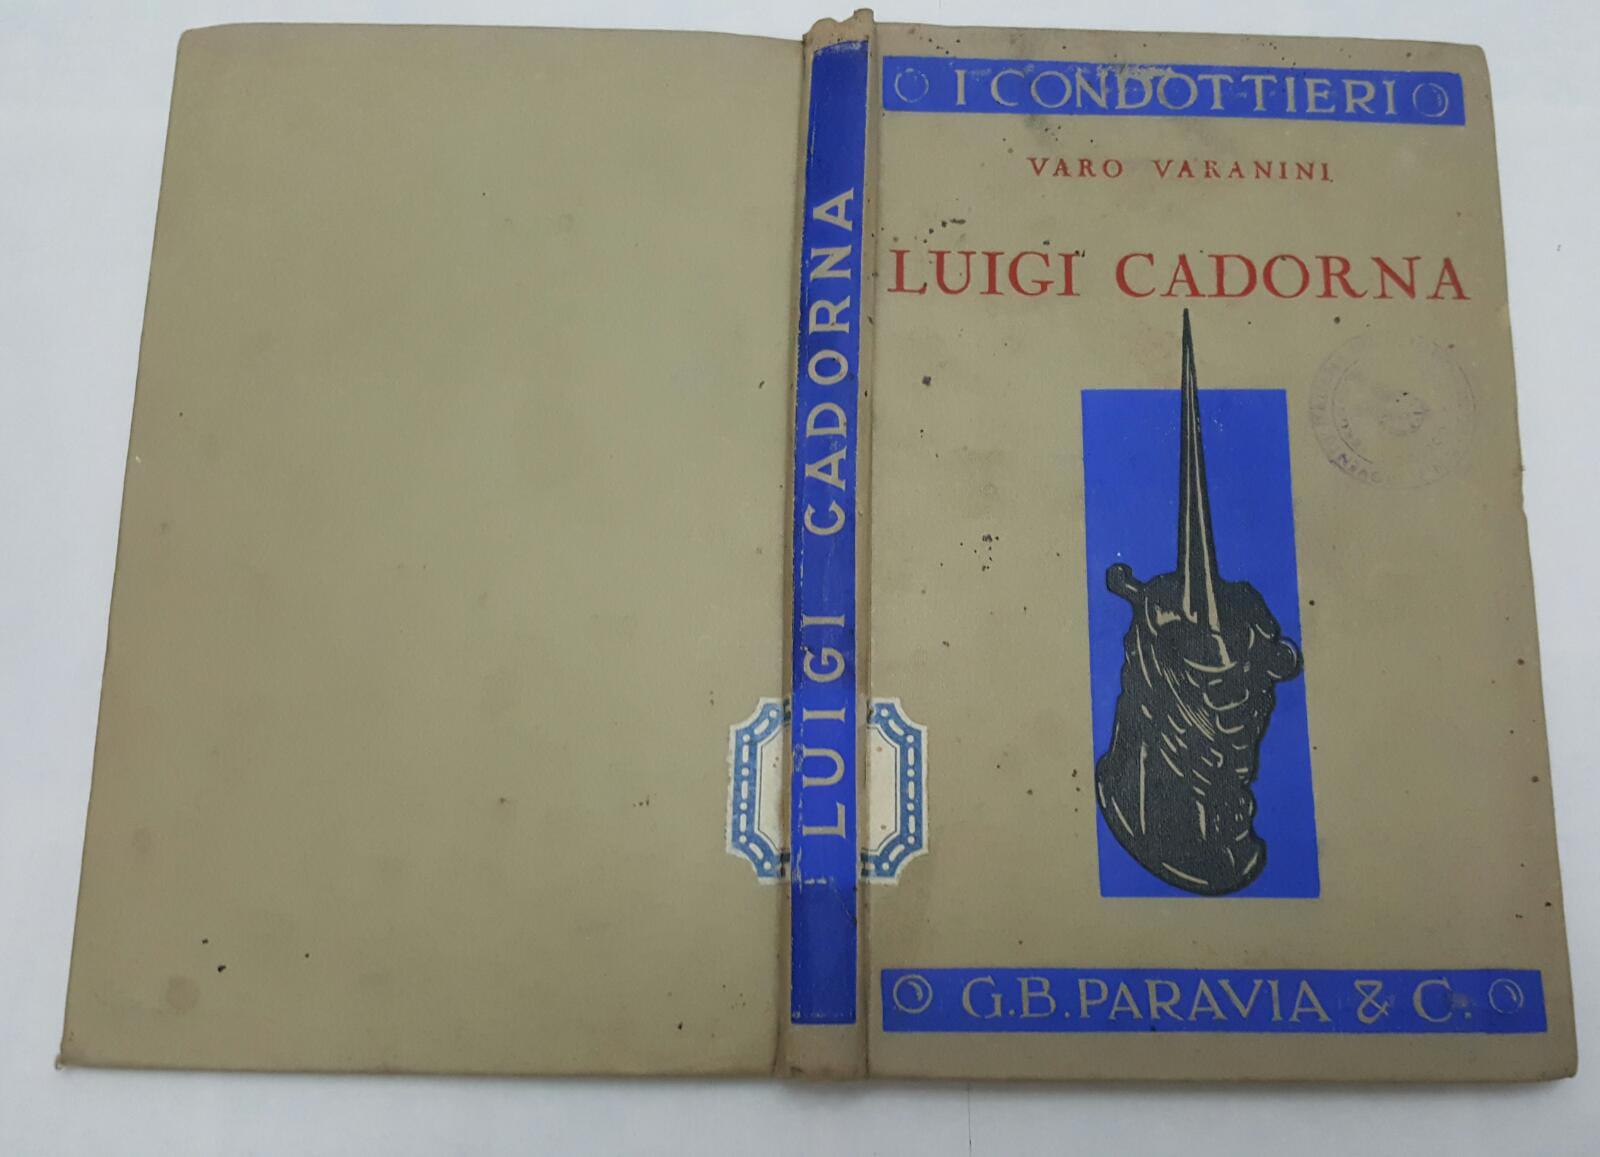 I CONDOTTIERI
VARO VARANINI
LUIGI CADORNA
G.B. PARAVIA & C.
LUIGI CADORNA